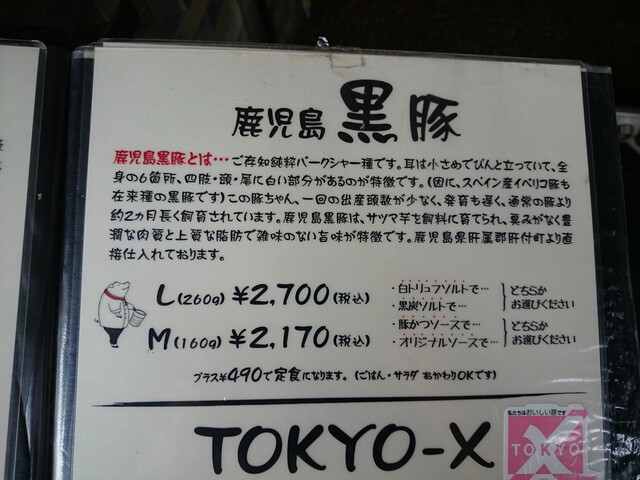 鹿児島黒豚
鹿児島黒豚とは…ご存知純粋バークシャー種です。耳は小さめでぴんと立っていて、全
身の6箇所、四肢・頭・尾に白い部分があるのが特徴です。(因に、スペイン産イベリコ豚も
在来種の黒豚です)この豚ちゃん、一回の出産頭数が少なく、発育も遅く、通常の豚より
約2カ月長く飼育されています。鹿児島黒豚は、サツマ芋を飼料に育てられ、臭みがなく豊
潤な肉質と上質な脂肪で雑味のない旨味が特徴です。鹿児島県肝属郡肝付町より直
接仕入れております。
L(260g) ¥2,700(税込)
M(160g) ¥2,170(税込)
・白トリュフソルトで…
・黒炭ソルトで…
どちらか
お選びください
・豚かつソースで…
・オリジナルソースで…
どちらか
お選びください
プラス¥490で定食になります。(ごはん・サラダ おかわりOKです)
TOKYO-X
私たちはおいしい豚です
TOKYO
X